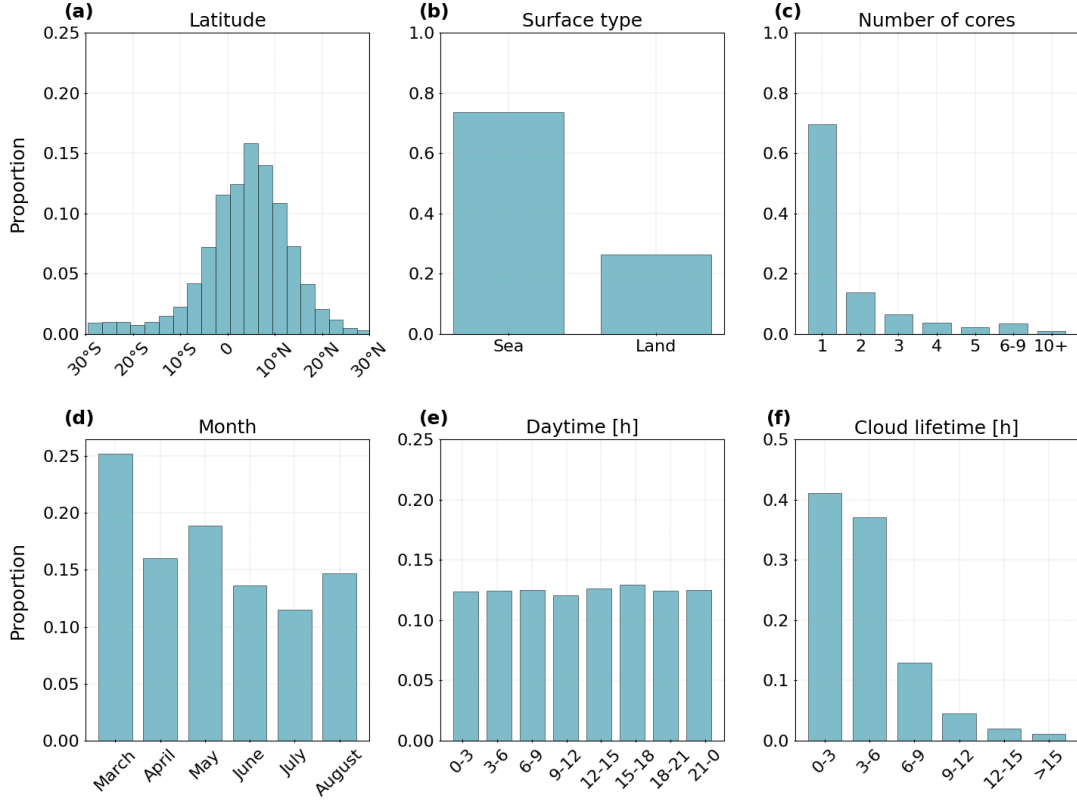 (a) Latitude
Proportion
0.25
0.20
0.15
0.10
0.05
0.00
30°S 20°S 10°S 0 10°N 20°N 30°N
(b) Surface type
1.0
0.8
0.6
0.4
0.2
0.0
Sea Land
(c) Number of cores
1.0
0.8
0.6
0.4
0.2
0.0
1 2 3 4 5 6-9 10+
(d) Month
Proportion
0.25
0.20
0.15
0.10
0.05
0.00
March April May June July August
(e) Daytime [h]
0.25
0.20
0.15
0.10
0.05
0.00
0-3 3-6 6-9 9-12 12-15 15-18 18-21 21-0
(f) Cloud lifetime [h]
0.5
0.4
0.3
0.2
0.1
0.0
0-3 3-6 6-9 9-12 12-15 >15